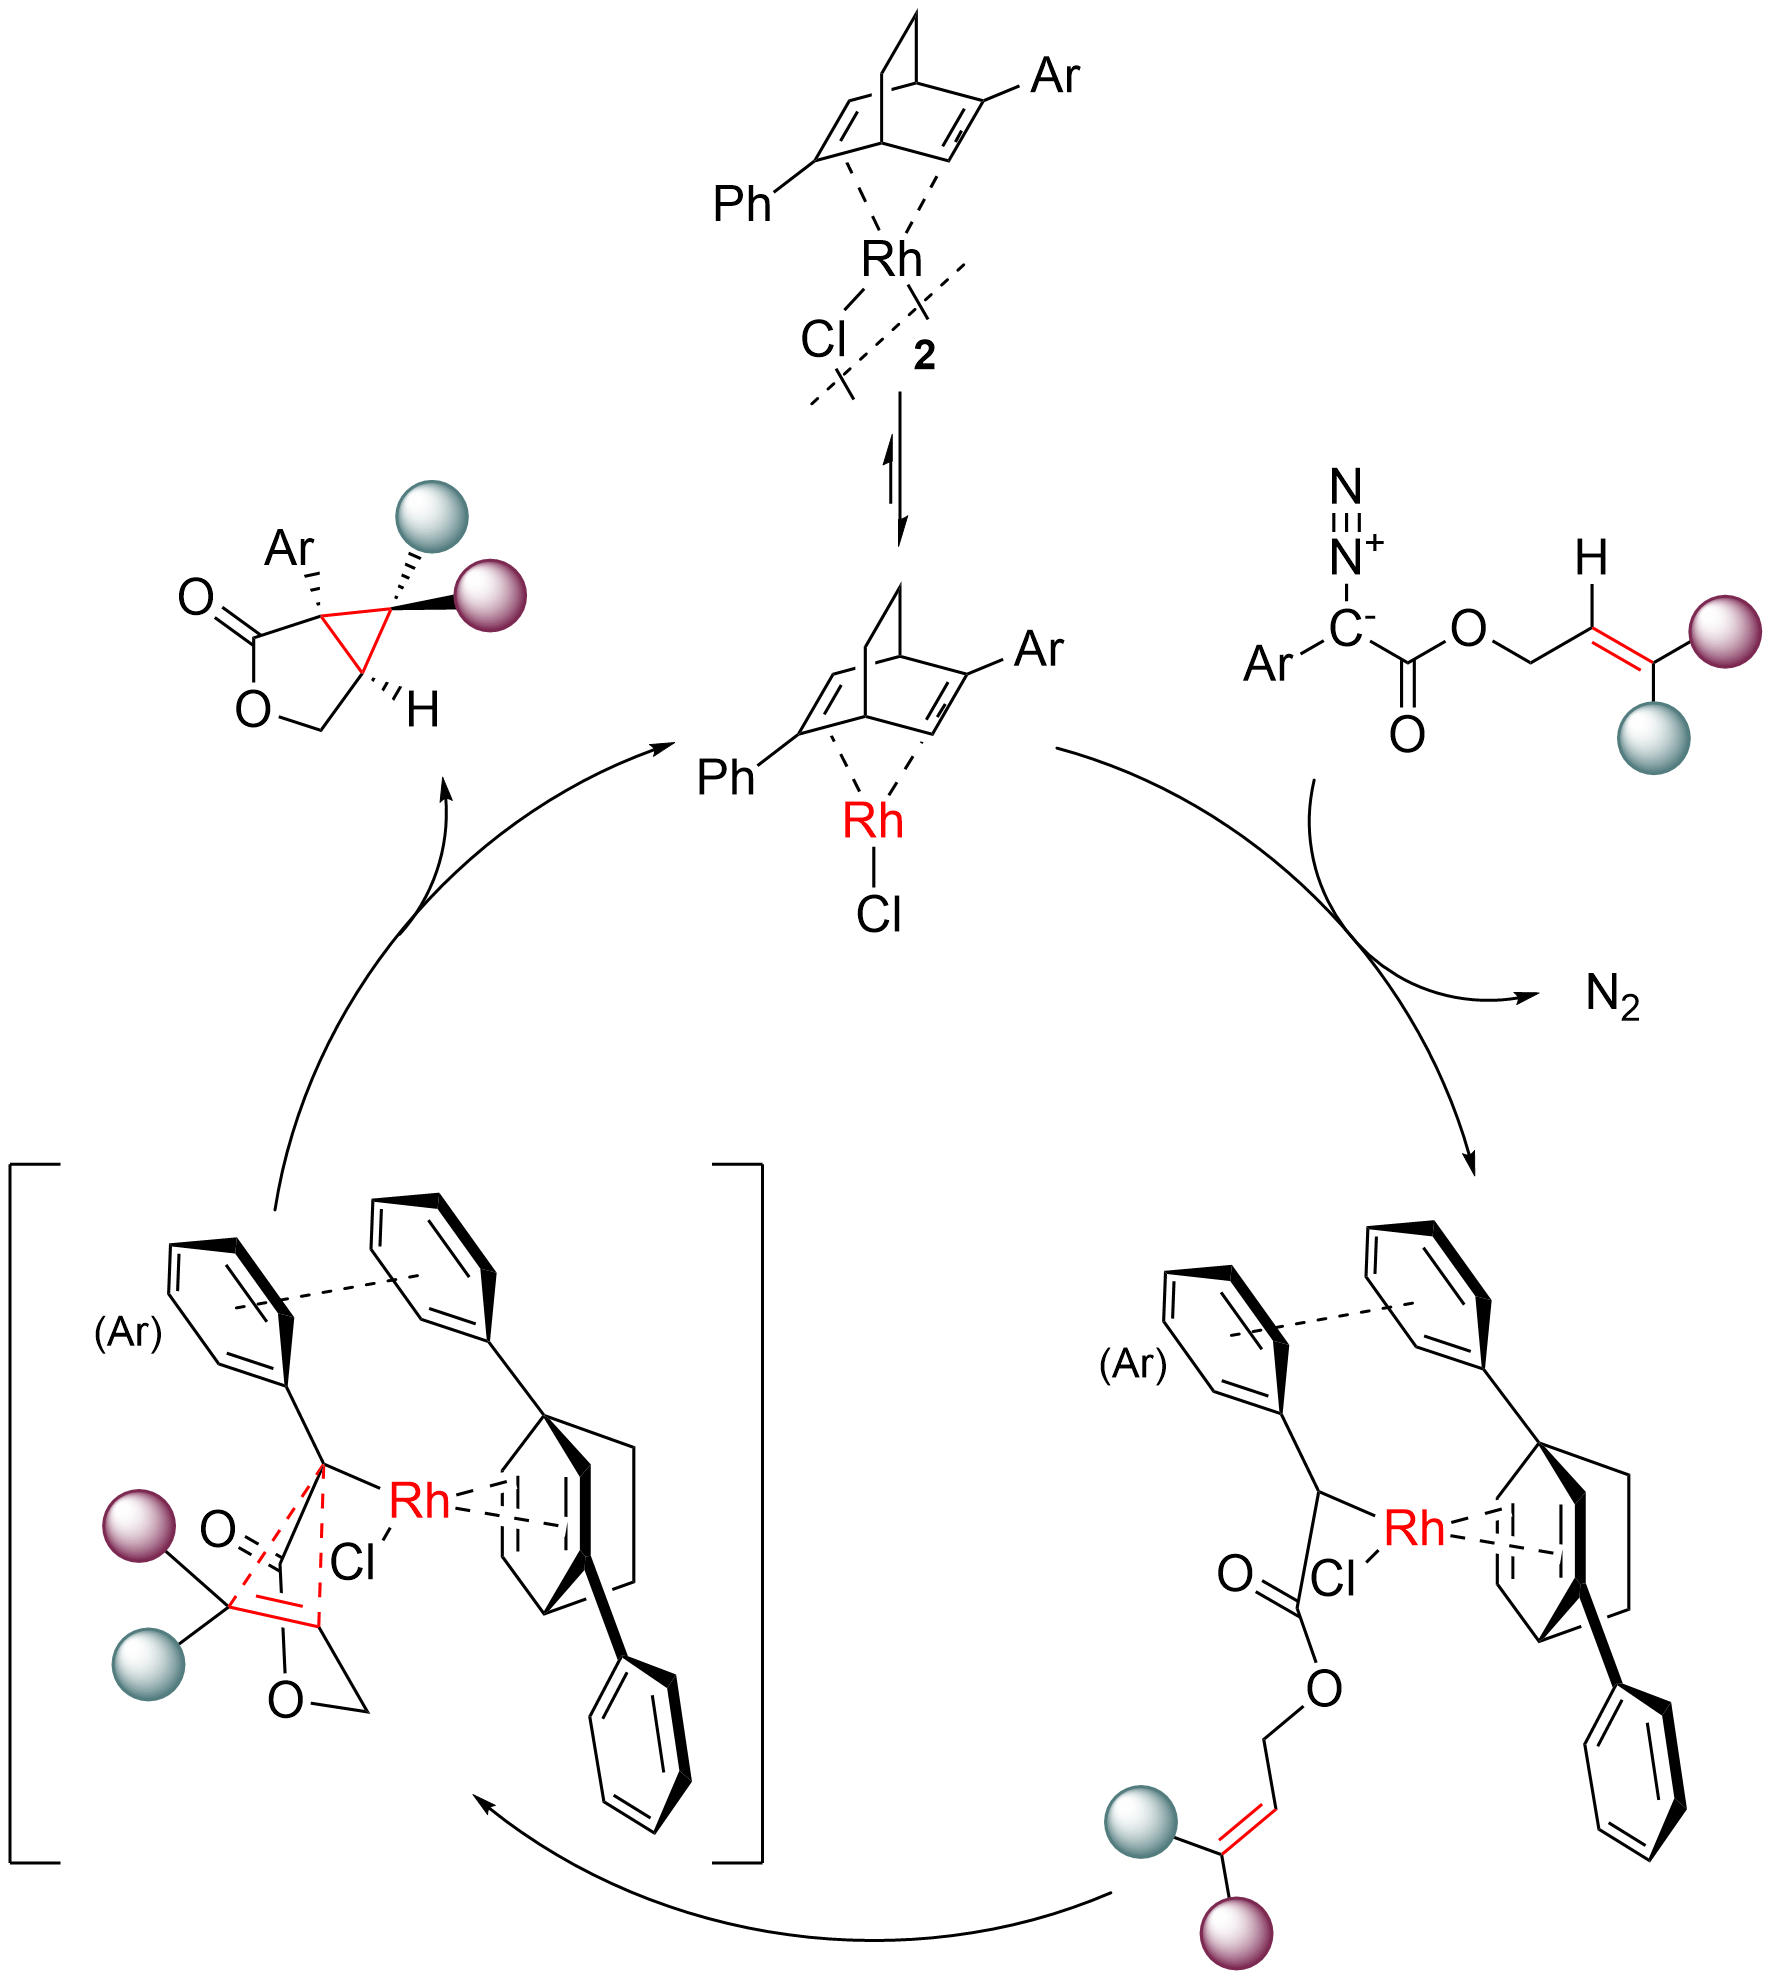 Ar
Ph
Rh
Cl
2
N
N+
H
Ar
C-
O
O
Ar
O
O
H
Ar
Ph
Rh
Cl
N2
(Ar)
Rh
O
Cl
O
(Ar)
Rh
O
Cl
O